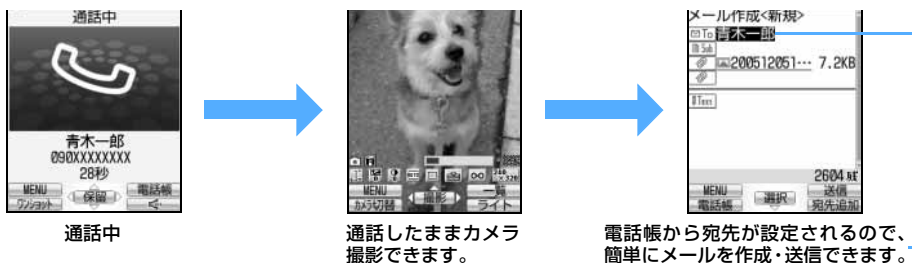 通話中
青木一郎
090XXXXXXXX
28秒
MENU
電話帳
保留
ワンショット
通話中
MENU
一覧
撮影
カメラ切替
ライト
通話したままカメラ
撮影できます。
メール作成<新規>
To 青木一郎
Sub
200512051… 7.2KB
Text
2604
MENU
送信
選択
電話帳
宛先追加
電話帳から宛先が設定されるので、
簡単にメールを作成・送信できます。